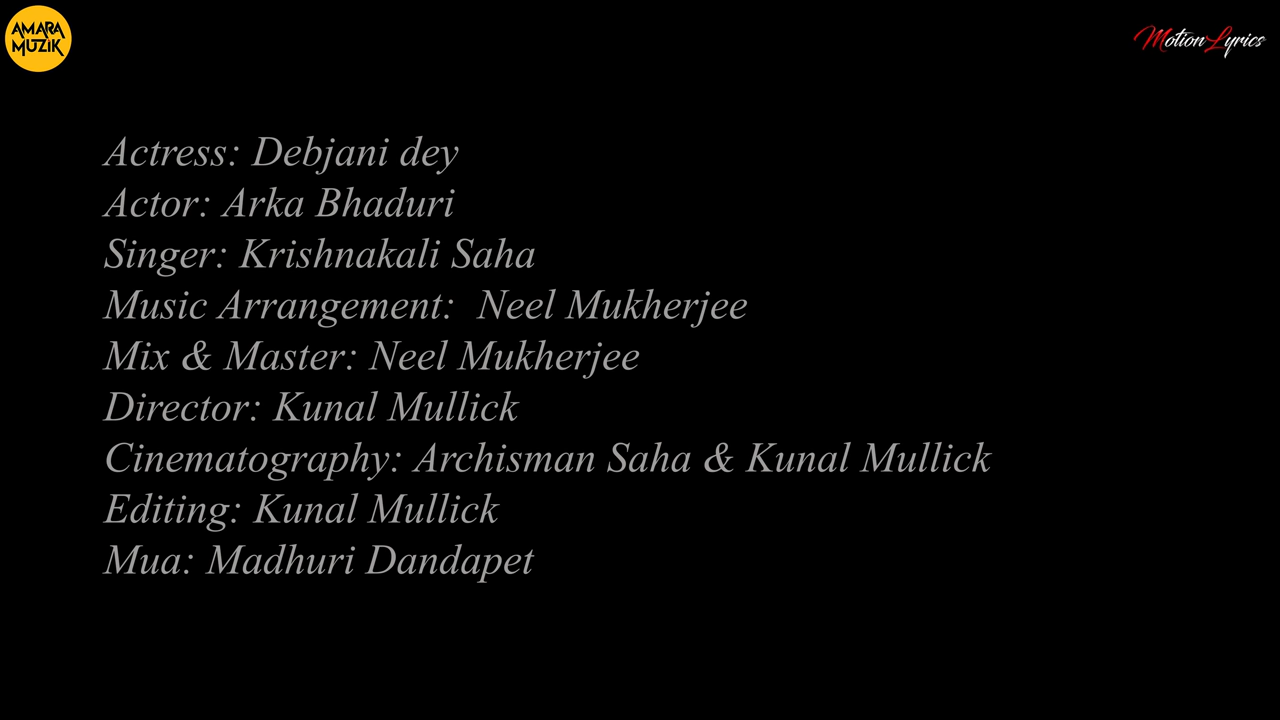 AMARA
MUZIK
MotionLyrics
Actress: Debjani dey
Actor: Arka Bhaduri
Singer: Krishnakali Saha
Music Arrangement:  Neel Mukherjee
Mix & Master: Neel Mukherjee
Director: Kunal Mullick
Cinematography: Archisman Saha & Kunal Mullick
Editing: Kunal Mullick
Mua: Madhuri Dandapet